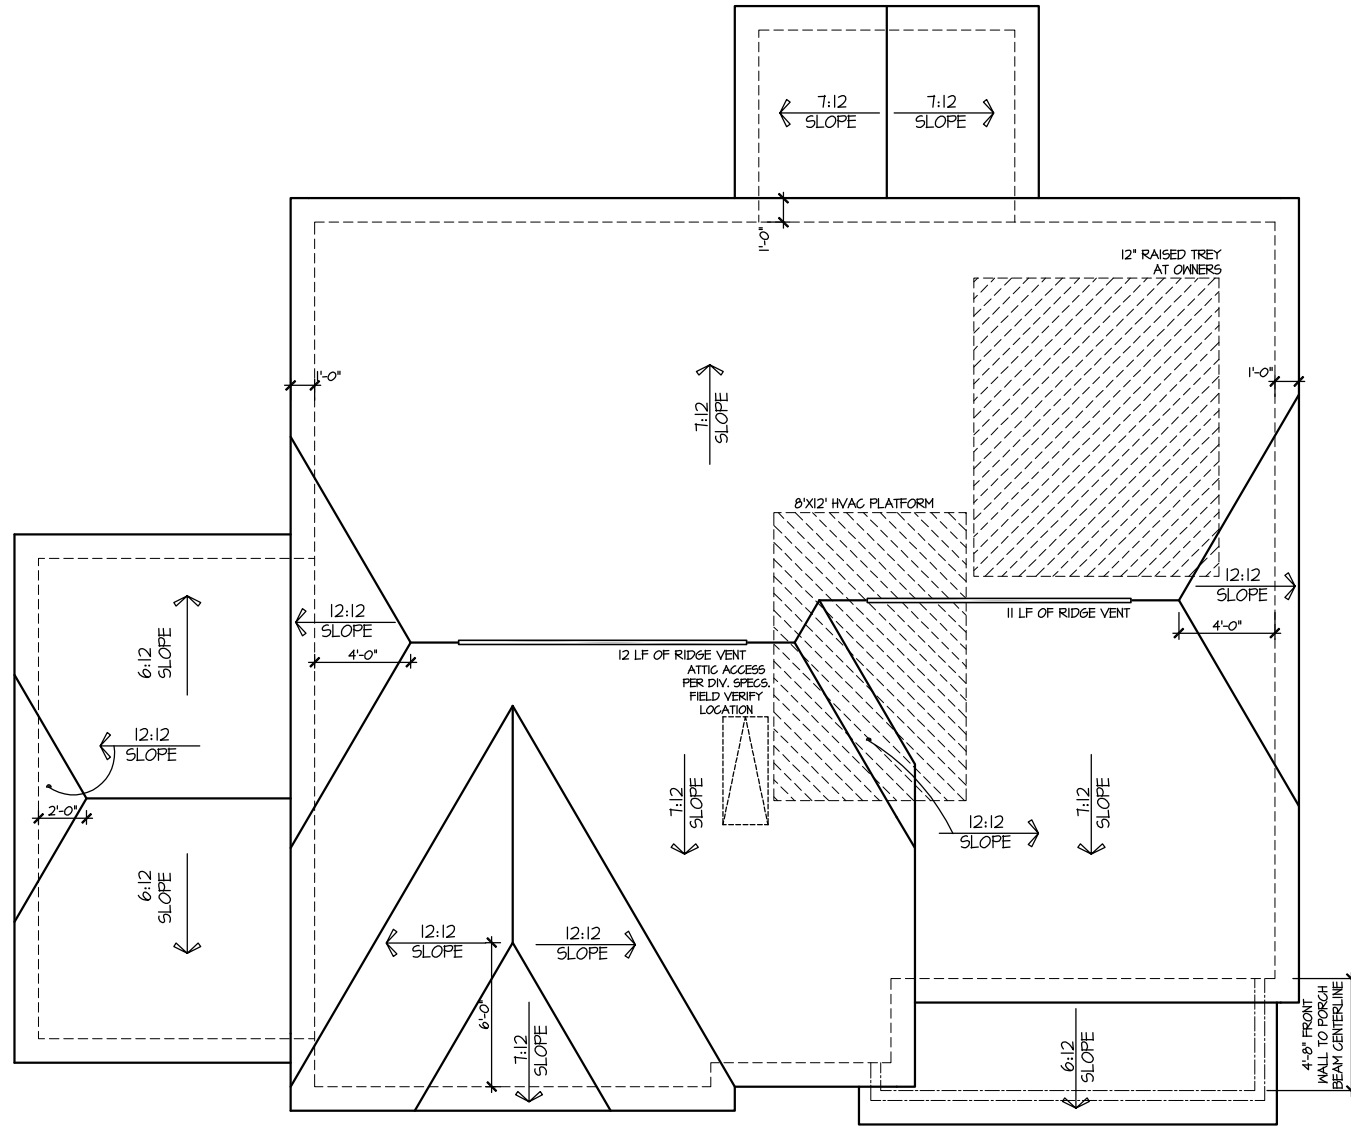 7:12
SLOPE
7:12
SLOPE
1'-0"
12" RAISED TREY
AT OWNERS
1'-0"
1'-0"
7:12
SLOPE
8'X12' HVAC PLATFORM
12:12
SLOPE
12:12
SLOPE
11 LF OF RIDGE VENT
4'-0"
4'-0"
12 LF OF RIDGE VENT
ATTIC ACCESS
PER DIV. SPECS.
FIELD VERIFY
LOCATION
6:12
SLOPE
12:12
SLOPE
2'-0"
7:12
SLOPE
7:12
SLOPE
12:12
SLOPE
6:12
SLOPE
12:12
SLOPE
12:12
SLOPE
6'-0"
7:12
SLOPE
6:12
SLOPE
4'-8" FRONT
WALL TO PORCH
BEAM CENTERLINE